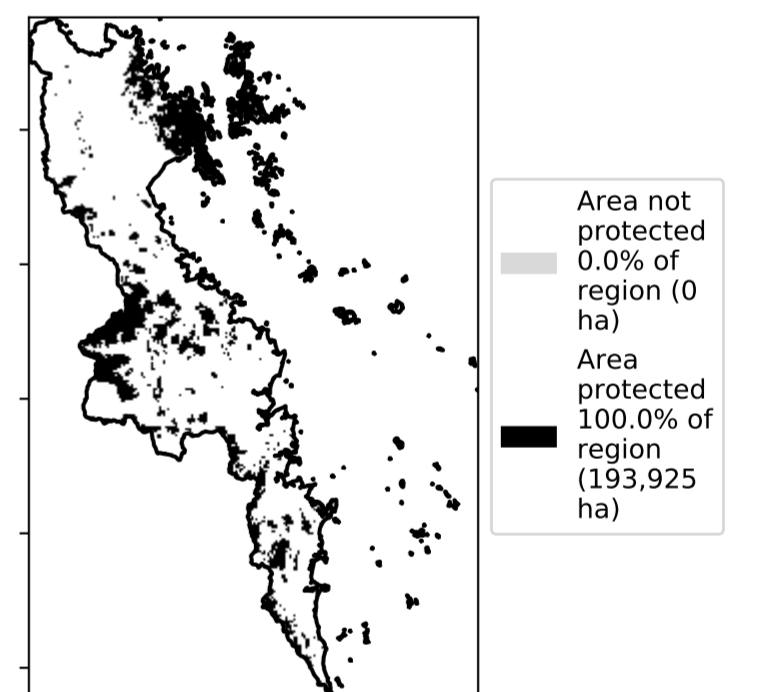 Area not
protected
0.0% of
region (0
ha)
Area
protected
100.0% of
region
(193,925
ha)